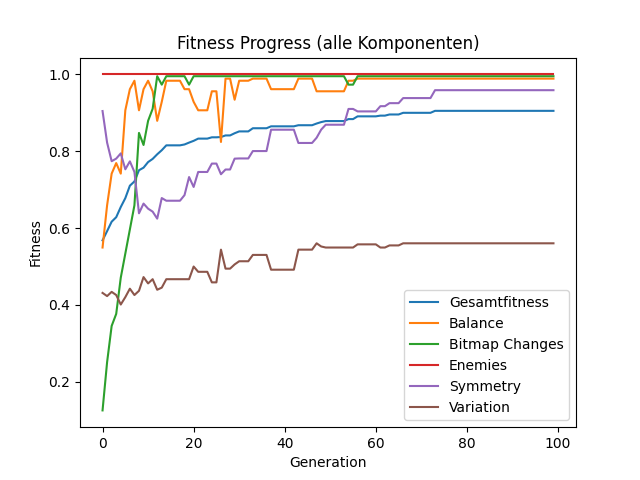 Fitness Progress (alle Komponenten)
1.0
0.8
0.6
0.4
0.2
Fitness
0 20 40 60 80 100
Generation
Gesamtfitness
Balance
Bitmap Changes
Enemies
Symmetry
Variation